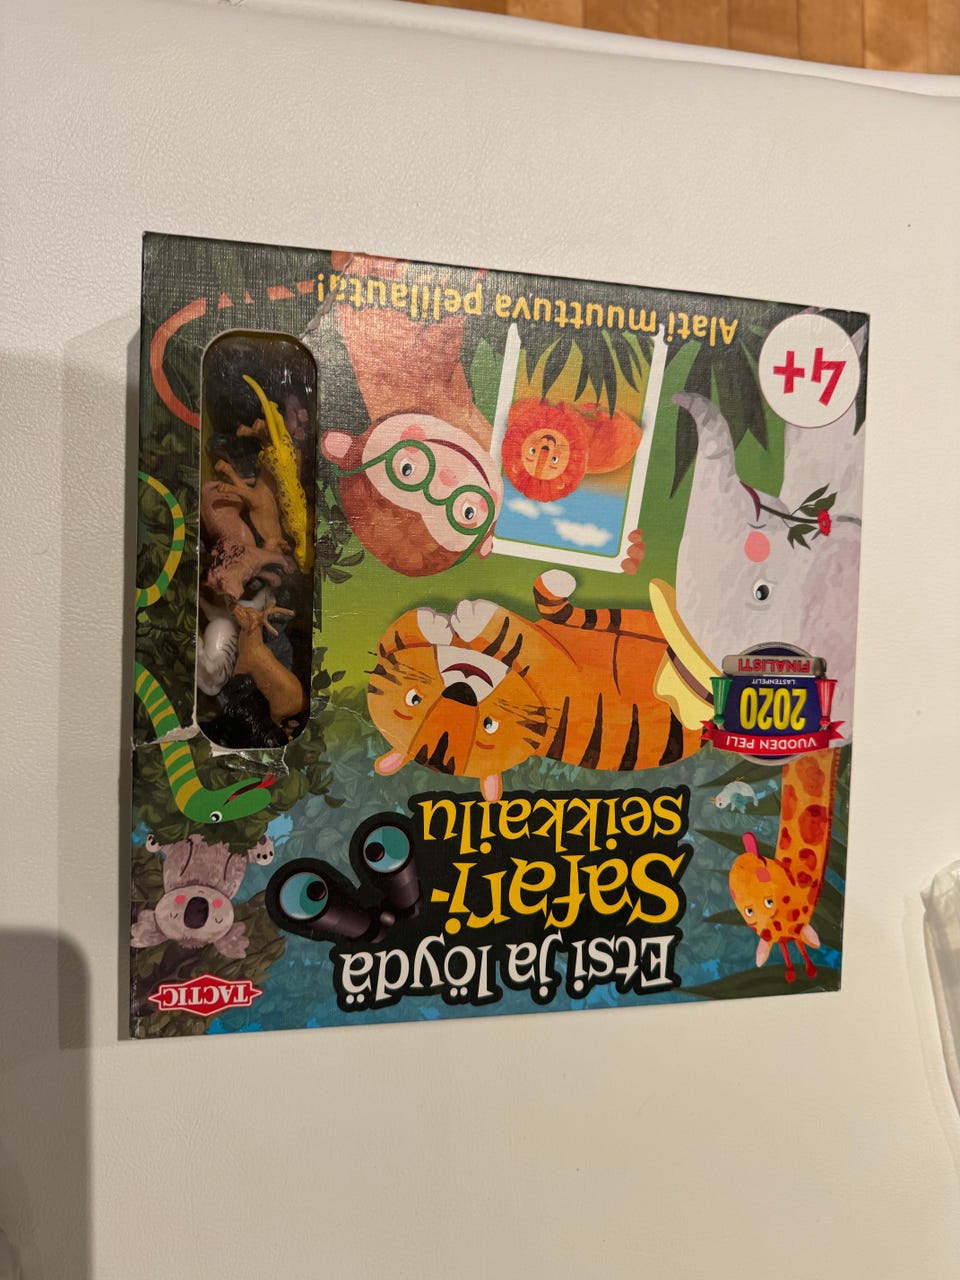 TACTIC
Etsi ja löydä
Safari-
seikkailu
VUODEN PELI
2020
LASTENPELIT
FINALISTI
4+
Alati muuttuva pelilauta!